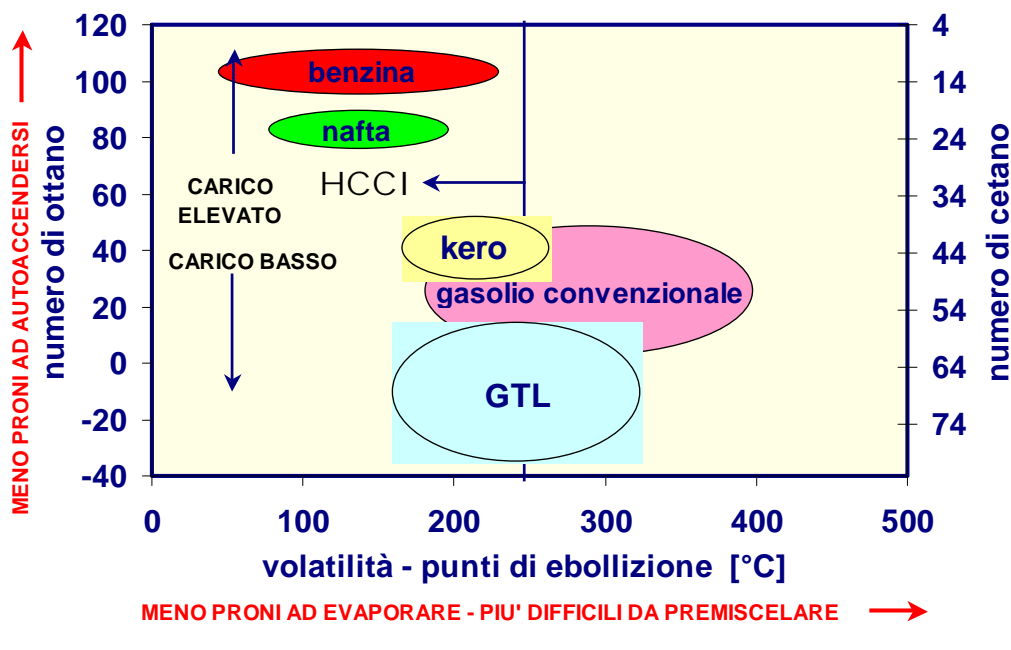 MENO PRONI AD AUTOACCENDERSI
numero di ottano
120
100
80
60
40
20
0
-20
-40
benzina
nafta
CARICO
ELEVATO
HCCI
CARICO BASSO
kero
gasolio convenzionale
GTL
4
14
24
34
44
54
64
74
numero di cetano
0
100
200
300
400
500
volatilità - punti di ebollizione [°C]
MENO PRONI AD EVAPORARE - PIU' DIFFICILI DA PREMISCELARE